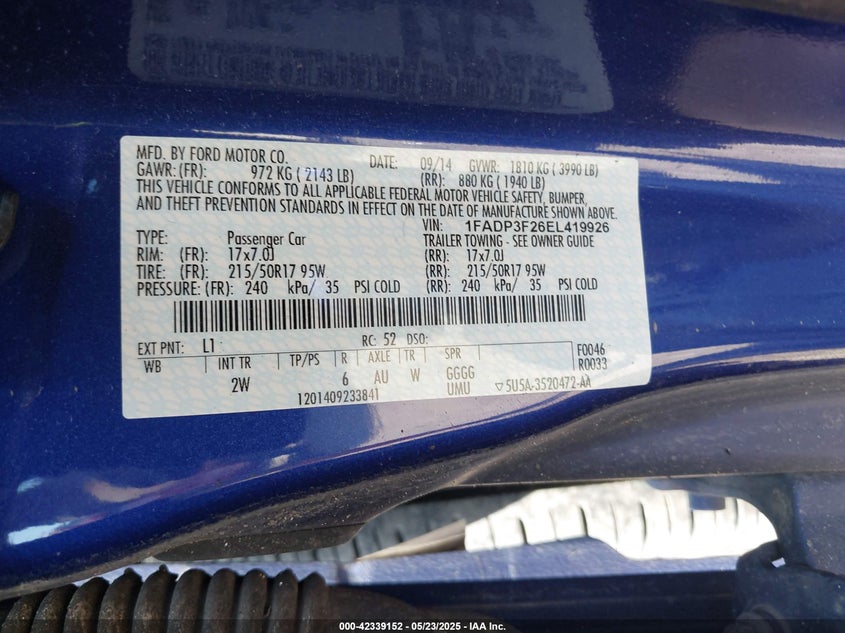 MFD. BY FORD MOTOR CO. DATE: 09/14 GVWR: 1810 KG ( 3990 LB)
GAWR: (FR): 972 KG ( 2143 LB) (RR): 880 KG ( 1940 LB)
THIS VEHICLE CONFORMS TO ALL APPLICABLE FEDERAL MOTOR VEHICLE SAFETY, BUMPER,
AND THEFT PREVENTION STANDARDS IN EFFECT ON THE DATE OF MANUFACTURE SHOWN ABOVE.
VIN: 1FADP3F26EL419926
TYPE: Passenger Car TRAILER TOWING - SEE OWNER GUIDE
RIM: (FR): 17x7.0J (RR): 17x7.0J
TIRE: (FR): 215/50R17 95W (RR): 215/50R17 95W
PRESSURE: (FR): 240 kPa/ 35 PSI COLD (RR): 240 kPa/ 35 PSI COLD
EXT PNT: L1 RC: 52 DSO: F0046
WB INT TR TP/PS R AXLE TR SPR R0033
2W 6 AU W GGGG
1201409233841 UMU ▽5U5A-3520472-AA
000-42339152 - 05/23/2025 - IAA Inc.